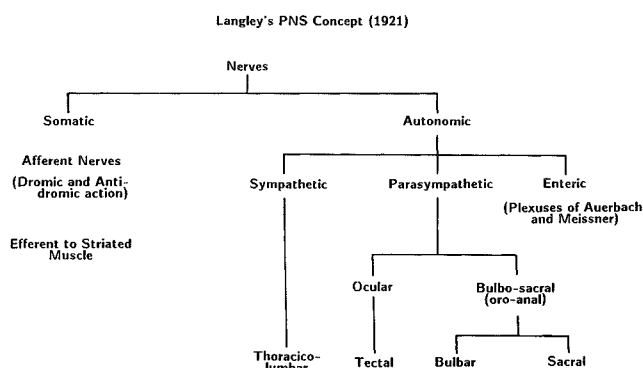 Langley's PNS Concept (1921)
Nerves
Somatic
Autonomic
Afferent Nerves
(Dromic and Anti-
dromic action)
Efferent to Striated
Muscle
Sympathetic
Parasympathetic
Enteric
(Plexuses of Auerbach
and Meissner)
Ocular
Bulbo-sacral
(oro-anal)
Thoracico-
lumbar
Tectal
Bulbar
Sacral